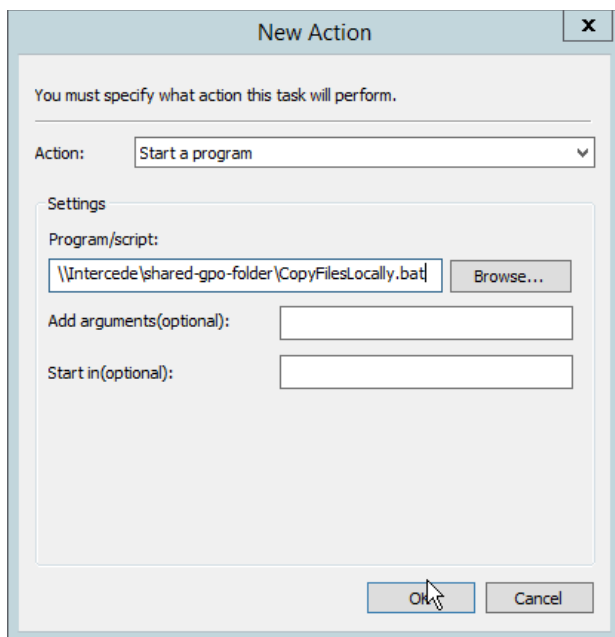 New Action
x
You must specify what action this task will perform.
Action: Start a program
Settings
Program/script:
\\Intercede\shared-gpo-folder\CopyFilesLocally.bat Browse...
Add arguments(optional):
Start in(optional):
OK Cancel